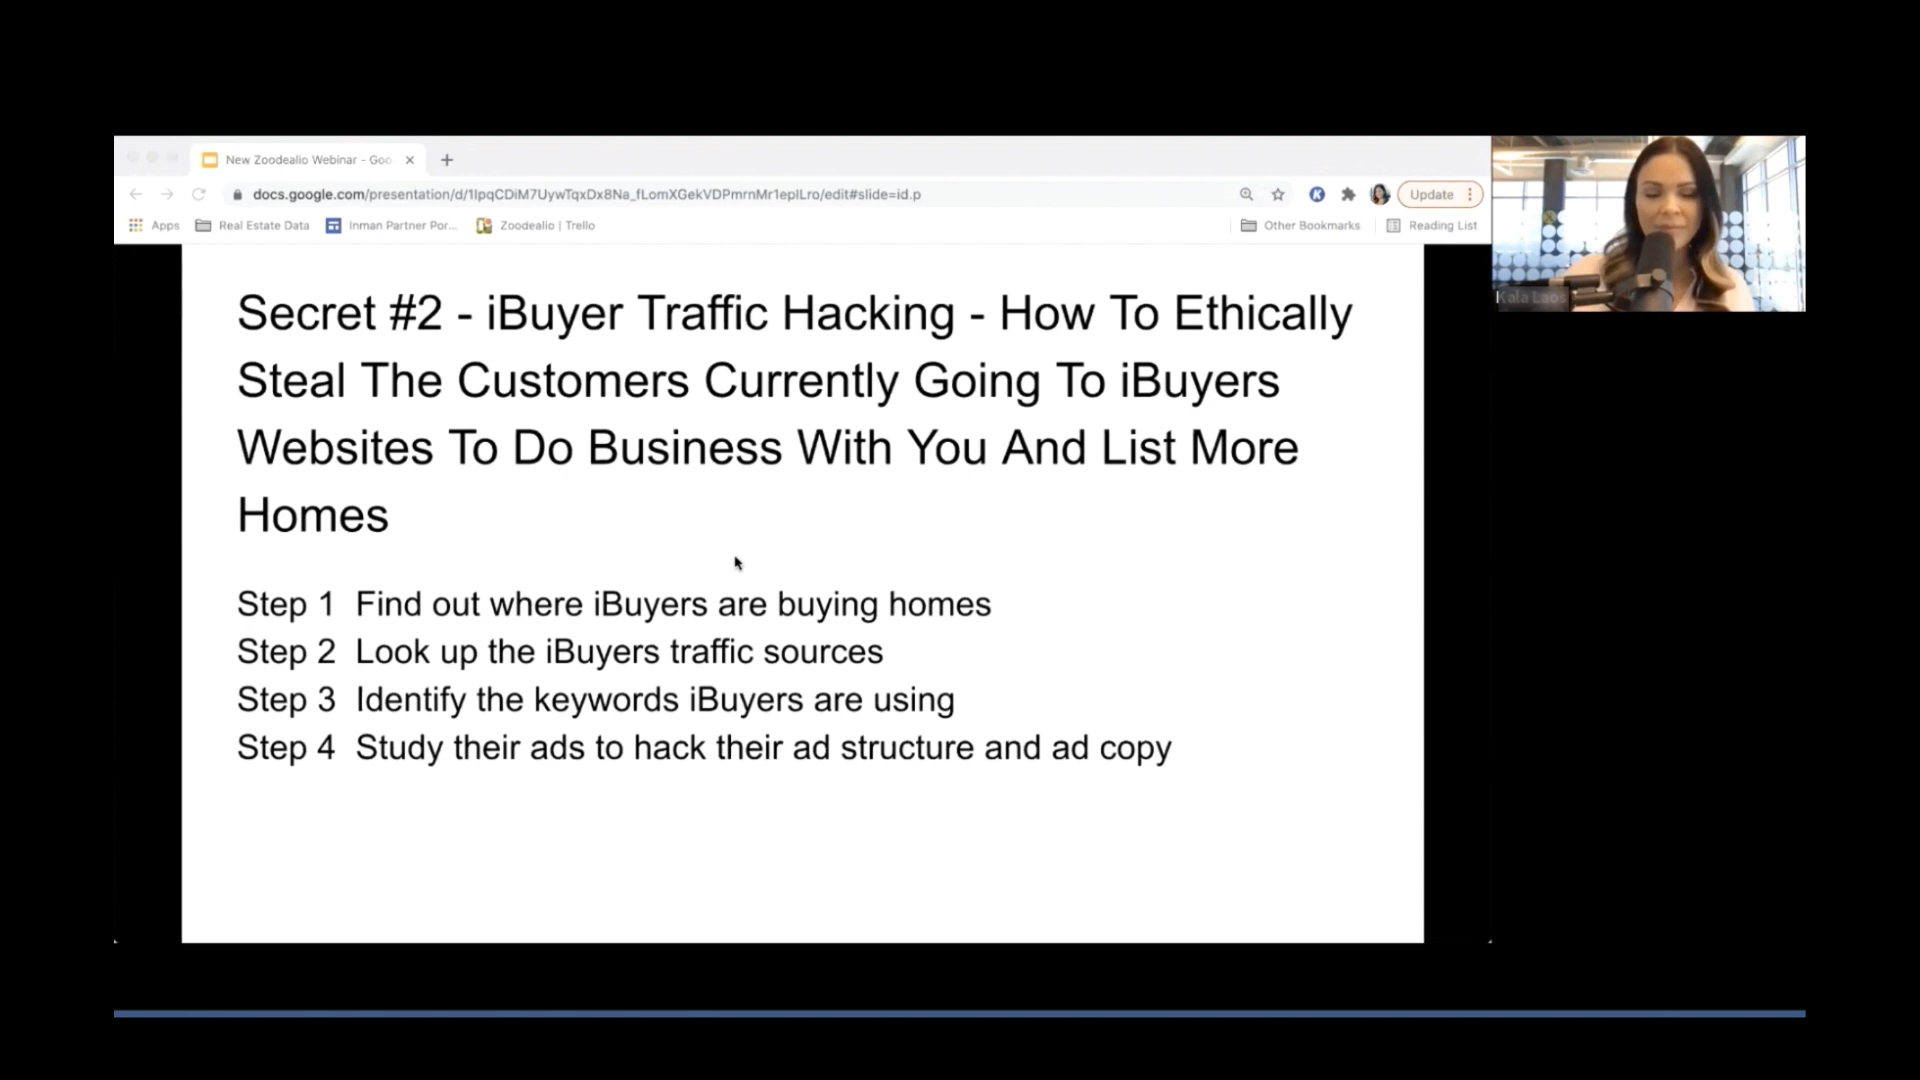 New Zoodealio Webinar - Goo
docs.google.com/presentation/d/1IpqCDiM7UywTqxDx8Na_fLomXGekVDPmrnMr1epILro/edit#slide=id.p
Update
Apps Real Estate Data Inman Partner Por... Zoodealio | Trello Other Bookmarks Reading List
Kala Laos
Secret #2 - iBuyer Traffic Hacking - How To Ethically
Steal The Customers Currently Going To iBuyers
Websites To Do Business With You And List More
Homes
Step 1 Find out where iBuyers are buying homes
Step 2 Look up the iBuyers traffic sources
Step 3 Identify the keywords iBuyers are using
Step 4 Study their ads to hack their ad structure and ad copy